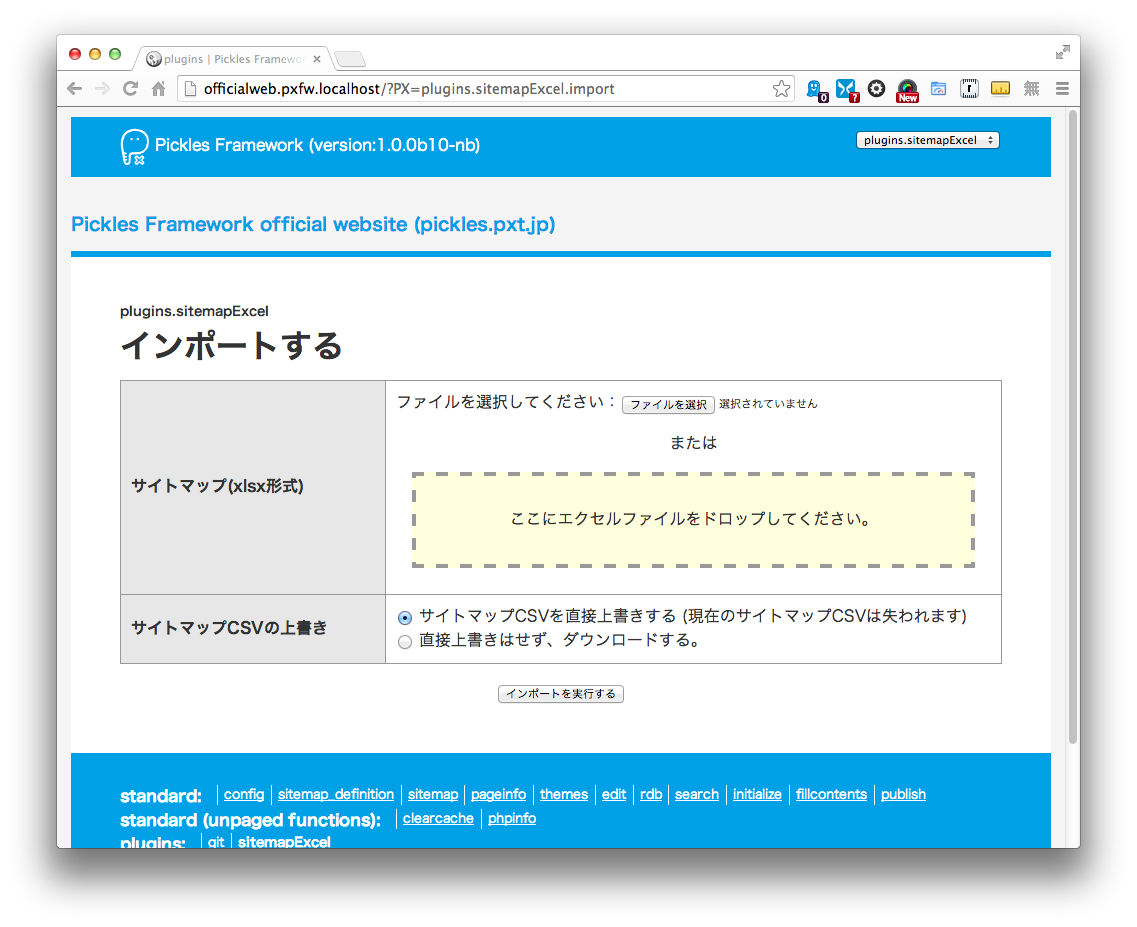 plugins | Pickles Framewo
officialweb.pxfw.localhost/?PX=plugins.sitemapExcel.import
0
?
New
r
無
Pickles Framework (version:1.0.0b10-nb)
plugins.sitemapExcel
Pickles Framework official website (pickles.pxt.jp)
plugins.sitemapExcel
インポートする
サイトマップ(xlsx形式)
ファイルを選択してください： ファイルを選択 選択されていません
または
ここにエクセルファイルをドロップしてください。
サイトマップCSVの上書き
サイトマップCSVを直接上書きする (現在のサイトマップCSVは失われます)
直接上書きはせず、ダウンロードする。
インポートを実行する
standard: config sitemap_definition sitemap pageinfo themes edit rdb search initialize fillcontents publish
standard (unpaged functions): clearcache phpinfo
plugins: git sitemapExcel